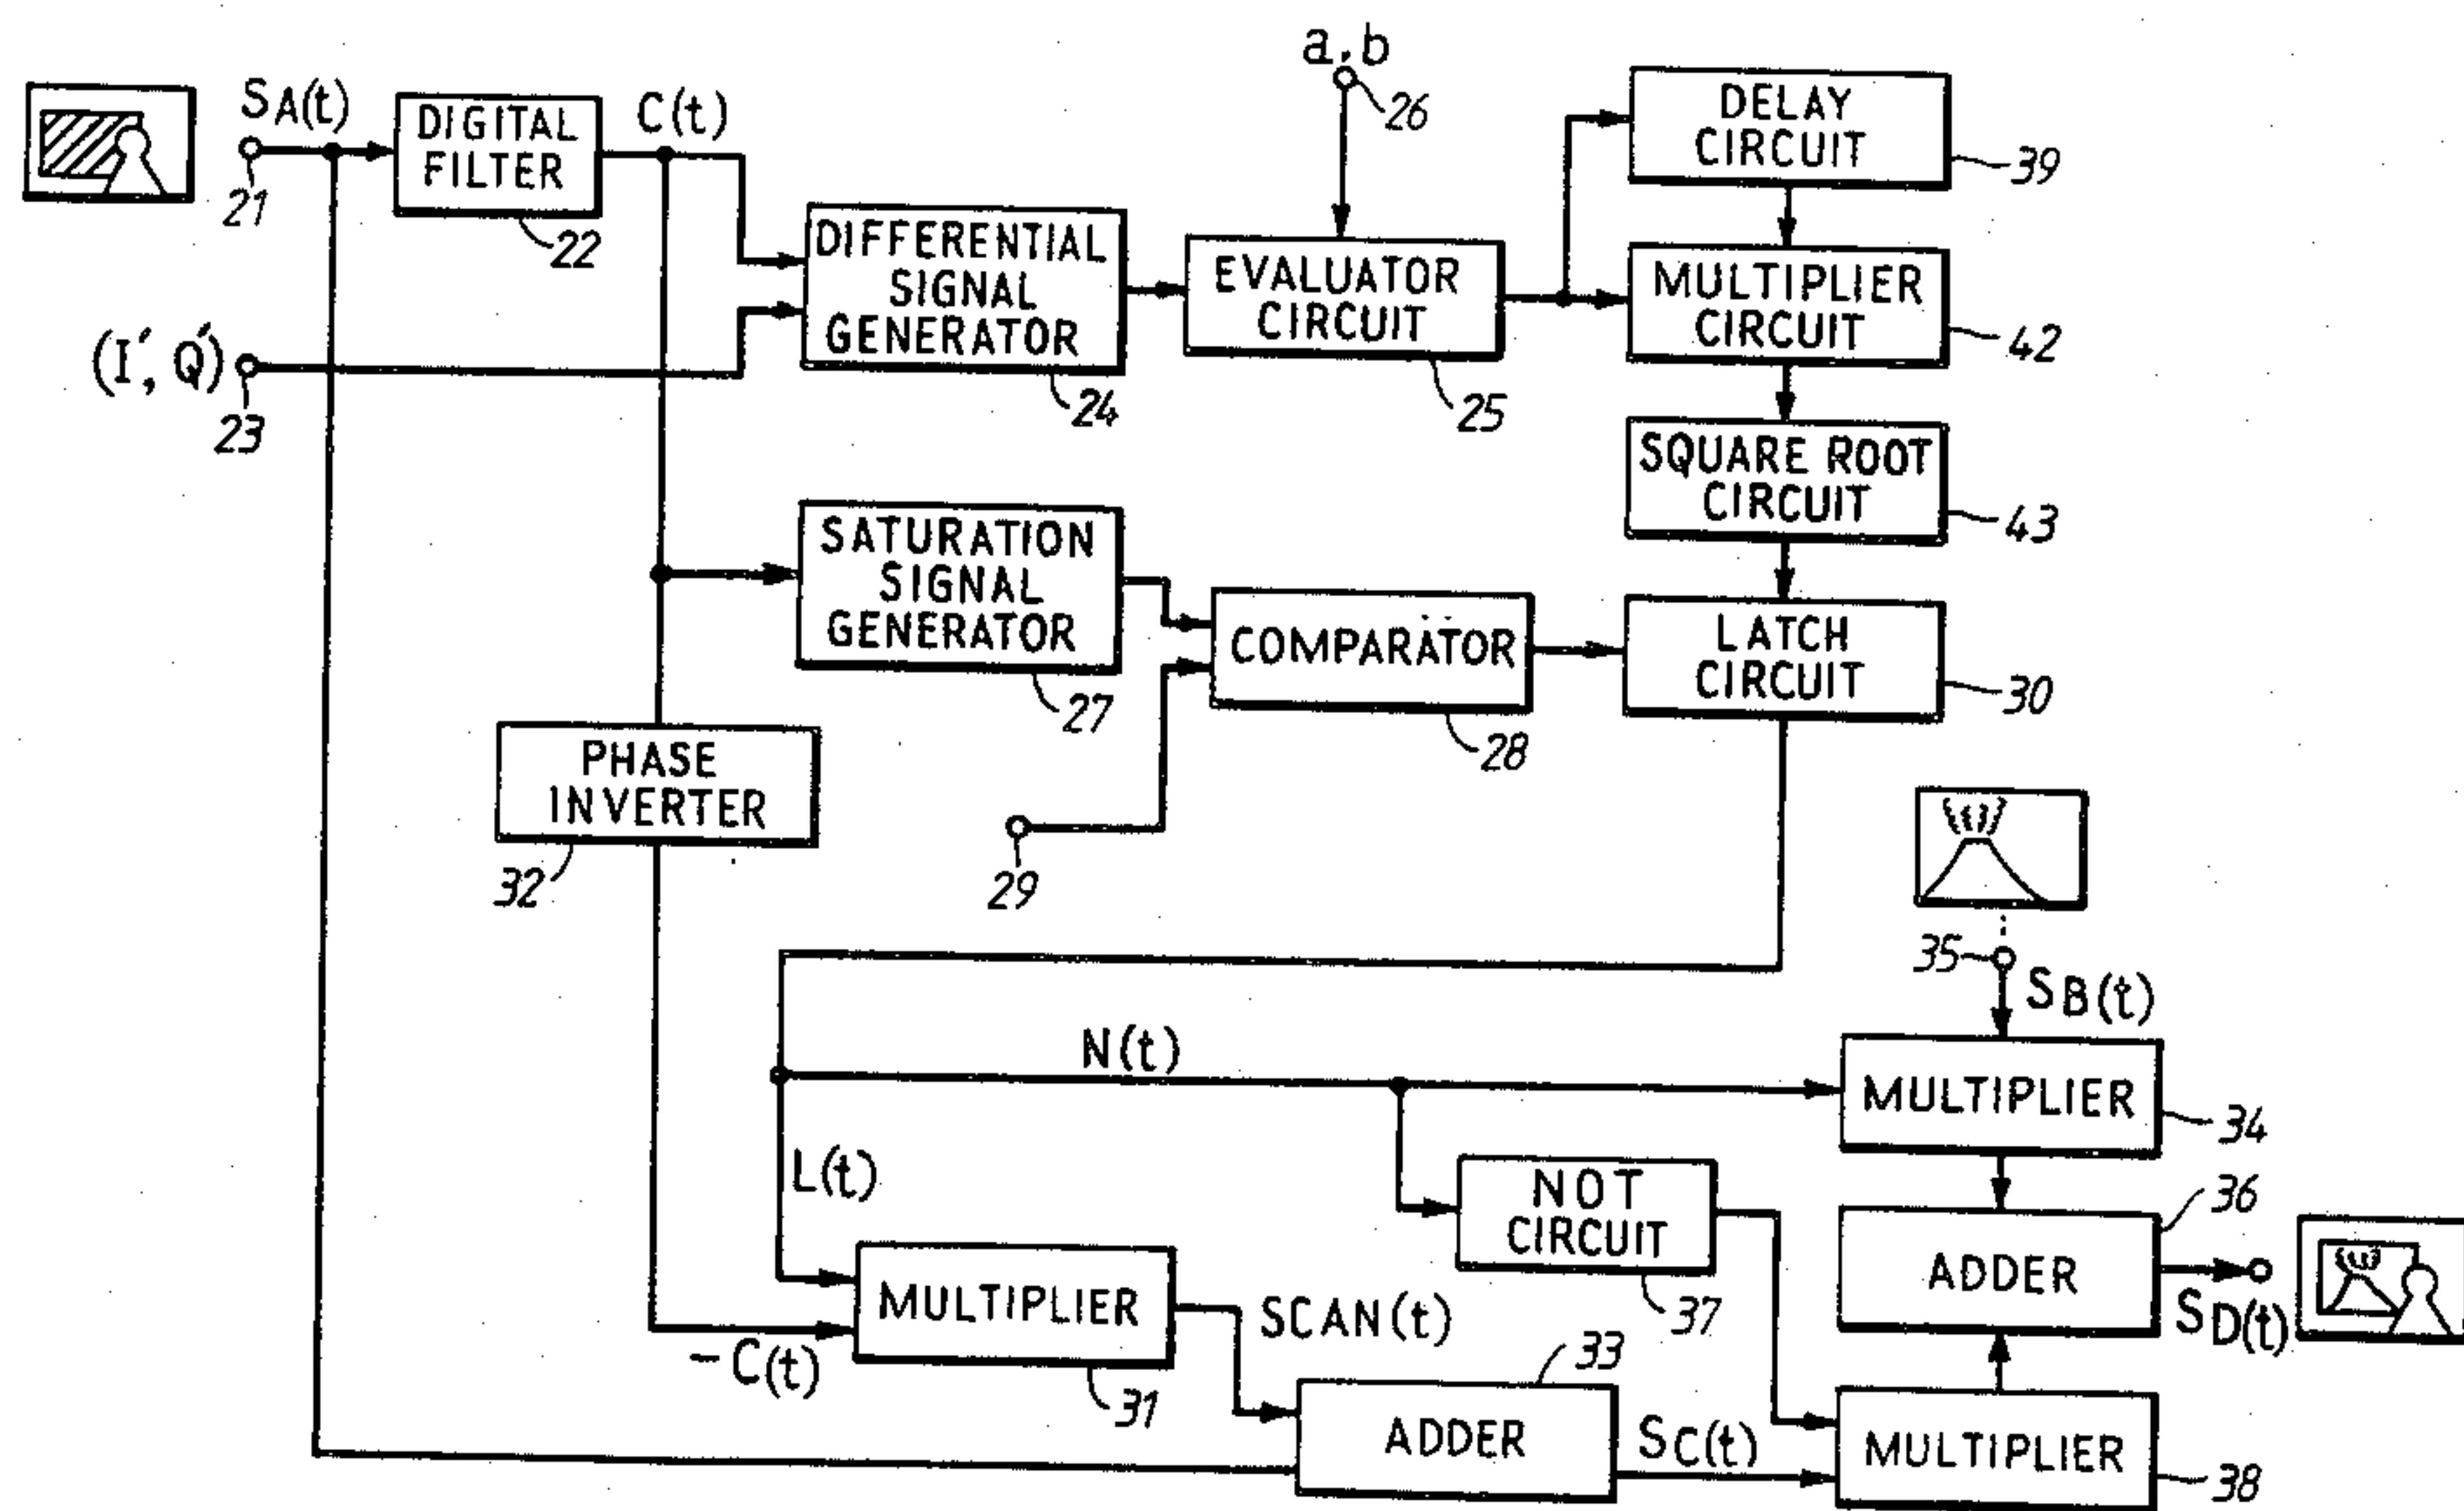 a, b
26
SA(t)
21
DIGITAL
FILTER
22
C(t)
DELAY
CIRCUIT
39
(I', Q')
23
DIFFERENTIAL
SIGNAL
GENERATOR
24
EVALUATOR
CIRCUIT
25
MULTIPLIER
CIRCUIT
42
SQUARE ROOT
CIRCUIT
43
SATURATION
SIGNAL
GENERATOR
27
COMPARATOR
28
LATCH
CIRCUIT
30
PHASE
INVERTER
32
29
35
SB(t)
N(t)
MULTIPLIER
34
L(t)
NOT
CIRCUIT
37
36
ADDER
SD(t)
MULTIPLIER
31
-C(t)
SCAN(t)
33
ADDER
SC(t)
MULTIPLIER
38